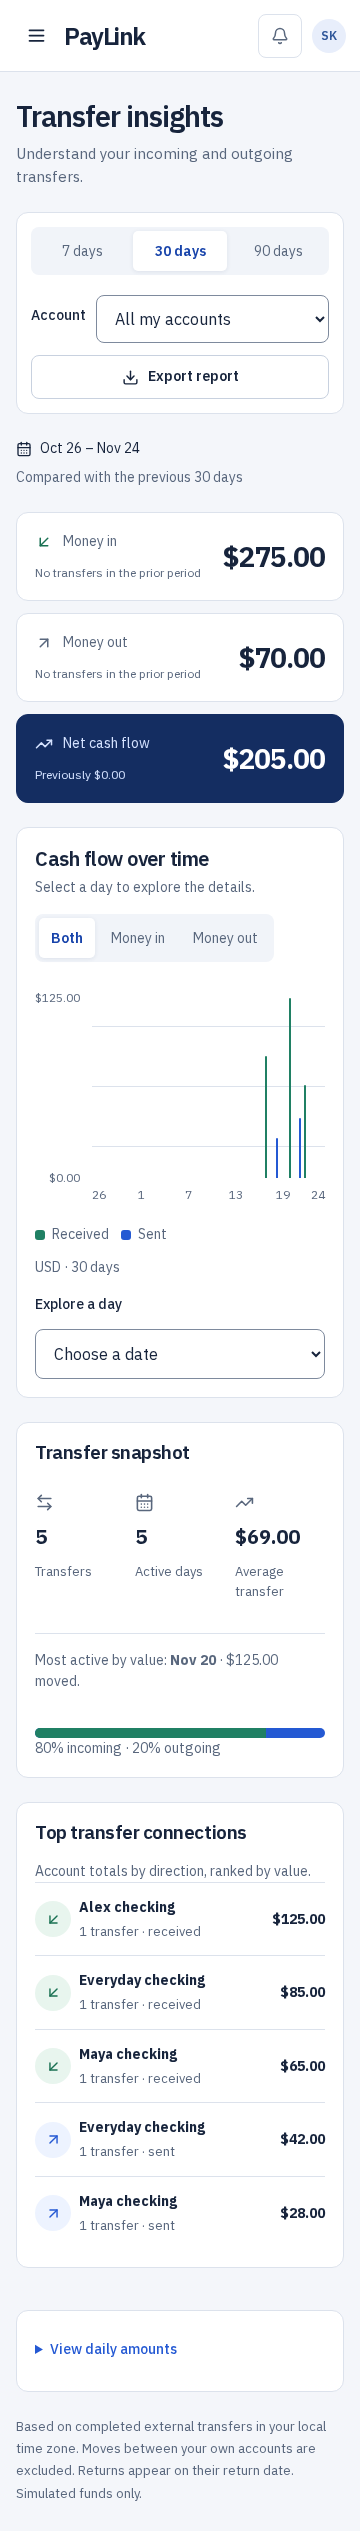 PayLink
SK
Transfer insights
Understand your incoming and outgoing
transfers.
7 days
30 days
90 days
Account
All my accounts
Export report
Oct 26 – Nov 24
Compared with the previous 30 days
Money in
No transfers in the prior period
$275.00
Money out
No transfers in the prior period
$70.00
Net cash flow
Previously $0.00
$205.00
Cash flow over time
Select a day to explore the details.
Both
Money in
Money out
$125.00
$0.00
26 1 7 13 19 24
Received
Sent
USD · 30 days
Explore a day
Choose a date
Transfer snapshot
5
Transfers
5
Active days
$69.00
Average
transfer
Most active by value: Nov 20 · $125.00
moved.
80% incoming · 20% outgoing
Top transfer connections
Account totals by direction, ranked by value.
Alex checking
1 transfer · received
$125.00
Everyday checking
1 transfer · received
$85.00
Maya checking
1 transfer · received
$65.00
Everyday checking
1 transfer · sent
$42.00
Maya checking
1 transfer · sent
$28.00
View daily amounts
Based on completed external transfers in your local
time zone. Moves between your own accounts are
excluded. Returns appear on their return date.
Simulated funds only.